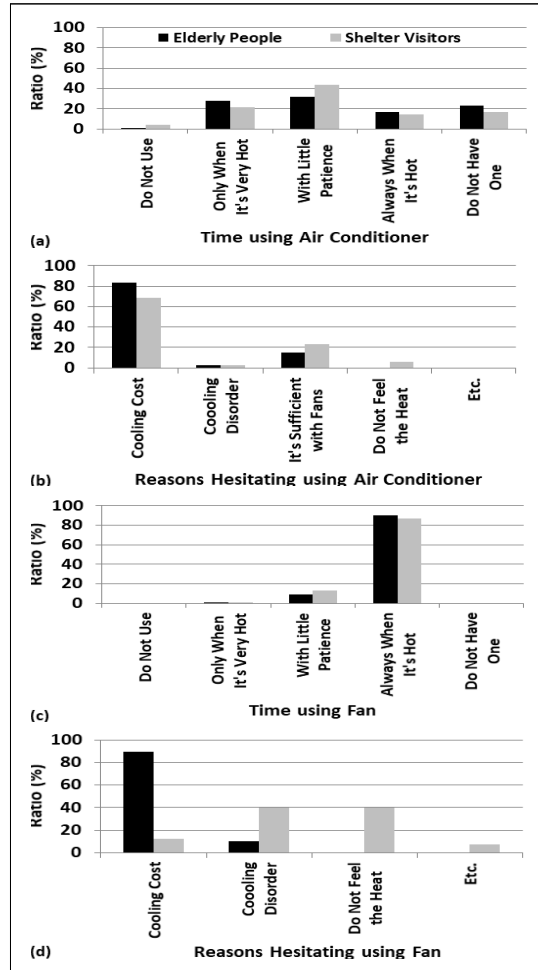 Elderly People Shelter Visitors
Ratio (%)
100
80
60
40
20
0
Do Not Use
Only When
It's Very Hot
With Little
Patience
Always When
It's Hot
Do Not Have
One
(a) Time using Air Conditioner
Ratio (%)
100
80
60
40
20
0
Cooling Cost
Coooling
Disorder
It's Sufficient
with Fans
Do Not Feel
the Heat
Etc.
(b) Reasons Hesitating using Air Conditioner
Ratio (%)
100
80
60
40
20
0
Do Not Use
Only When
It's Very Hot
With Little
Patience
Always When
It's Hot
Do Not Have
One
(c) Time using Fan
Ratio (%)
100
80
60
40
20
0
Cooling Cost
Coooling
Disorder
Do Not Feel
the Heat
Etc.
(d) Reasons Hesitating using Fan